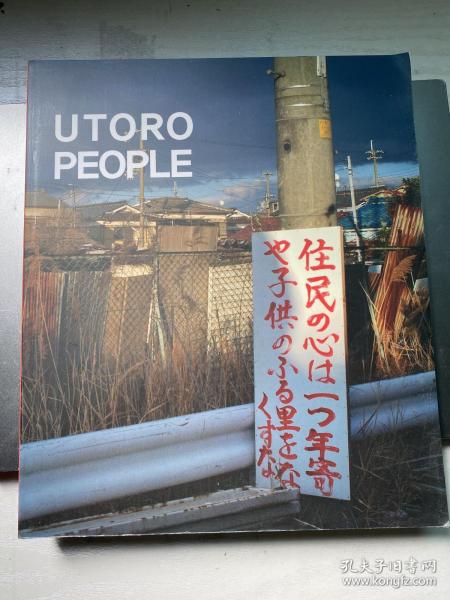 UTORO
PEOPLE
住民の心は一つ年寄
や子供のふる里をな
くすな
孔夫子旧书网
www.kongfz.com